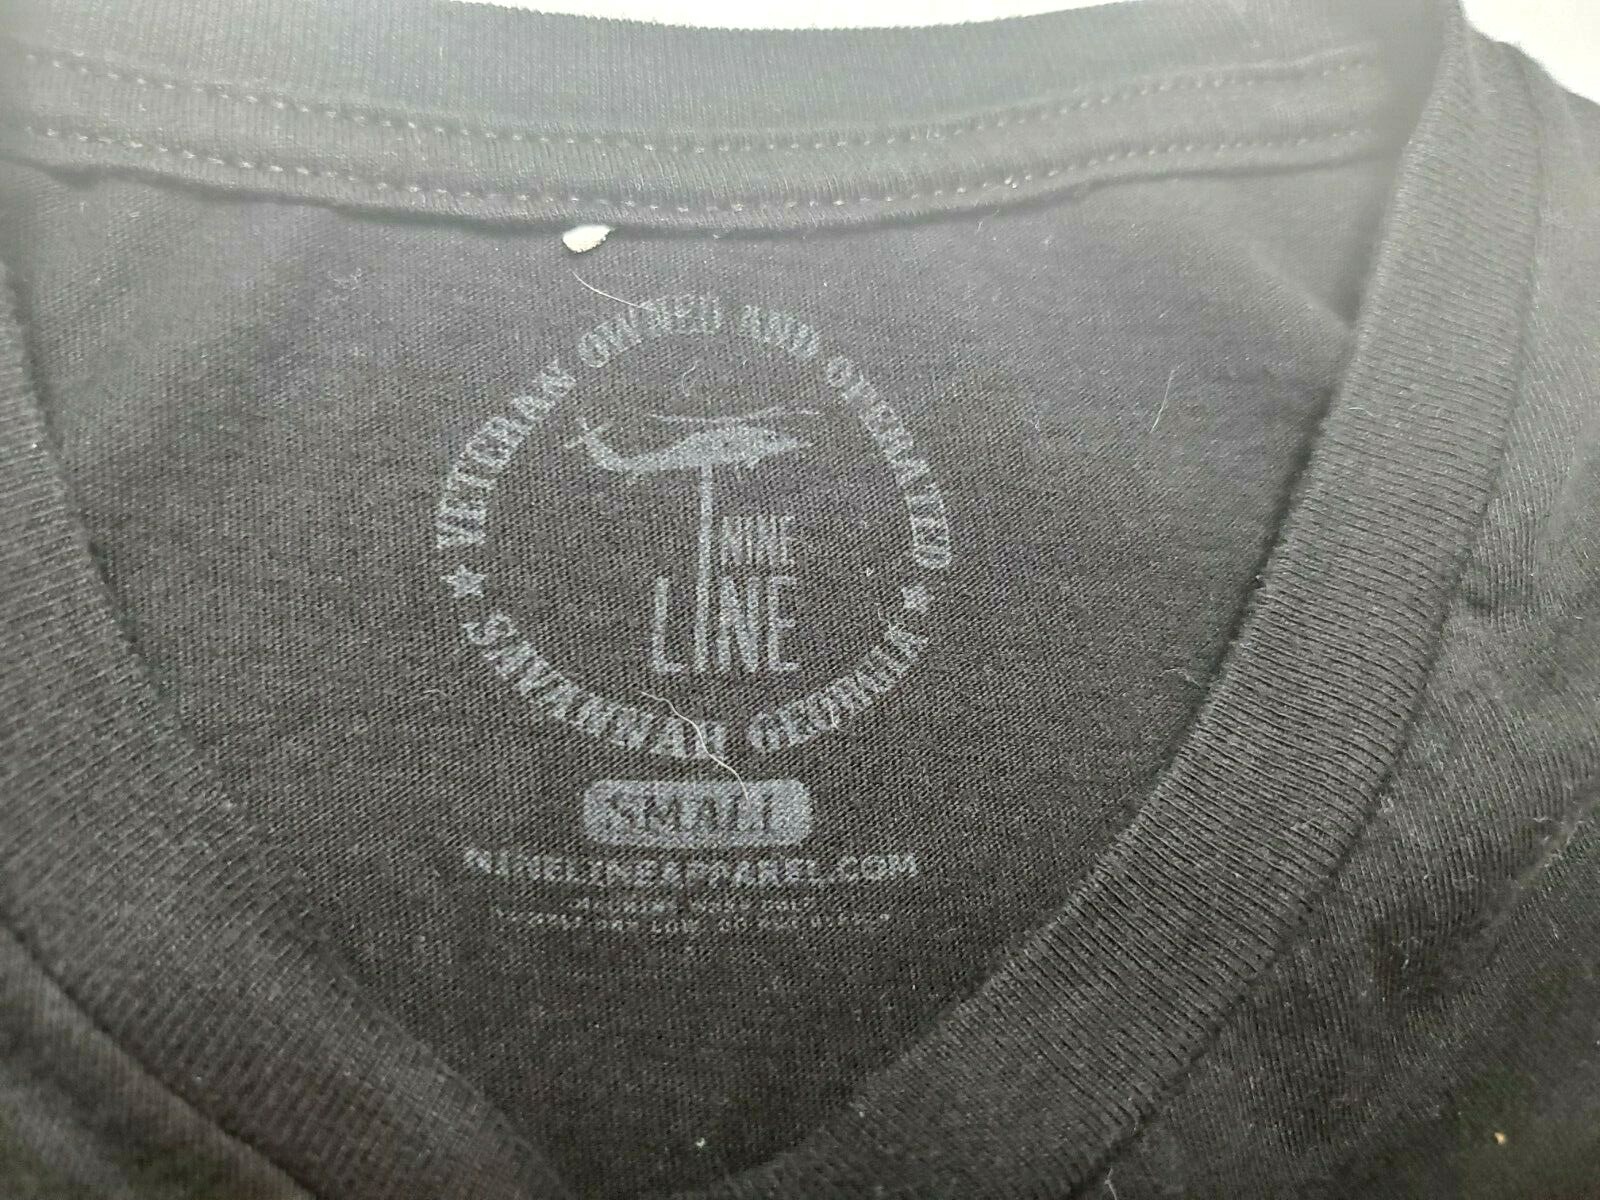 VETERAN OWNED AND OPERATED
NINE
LINE
SAVANNAH GEORGIA
SMALL
NINELINEAPPAREL.COM